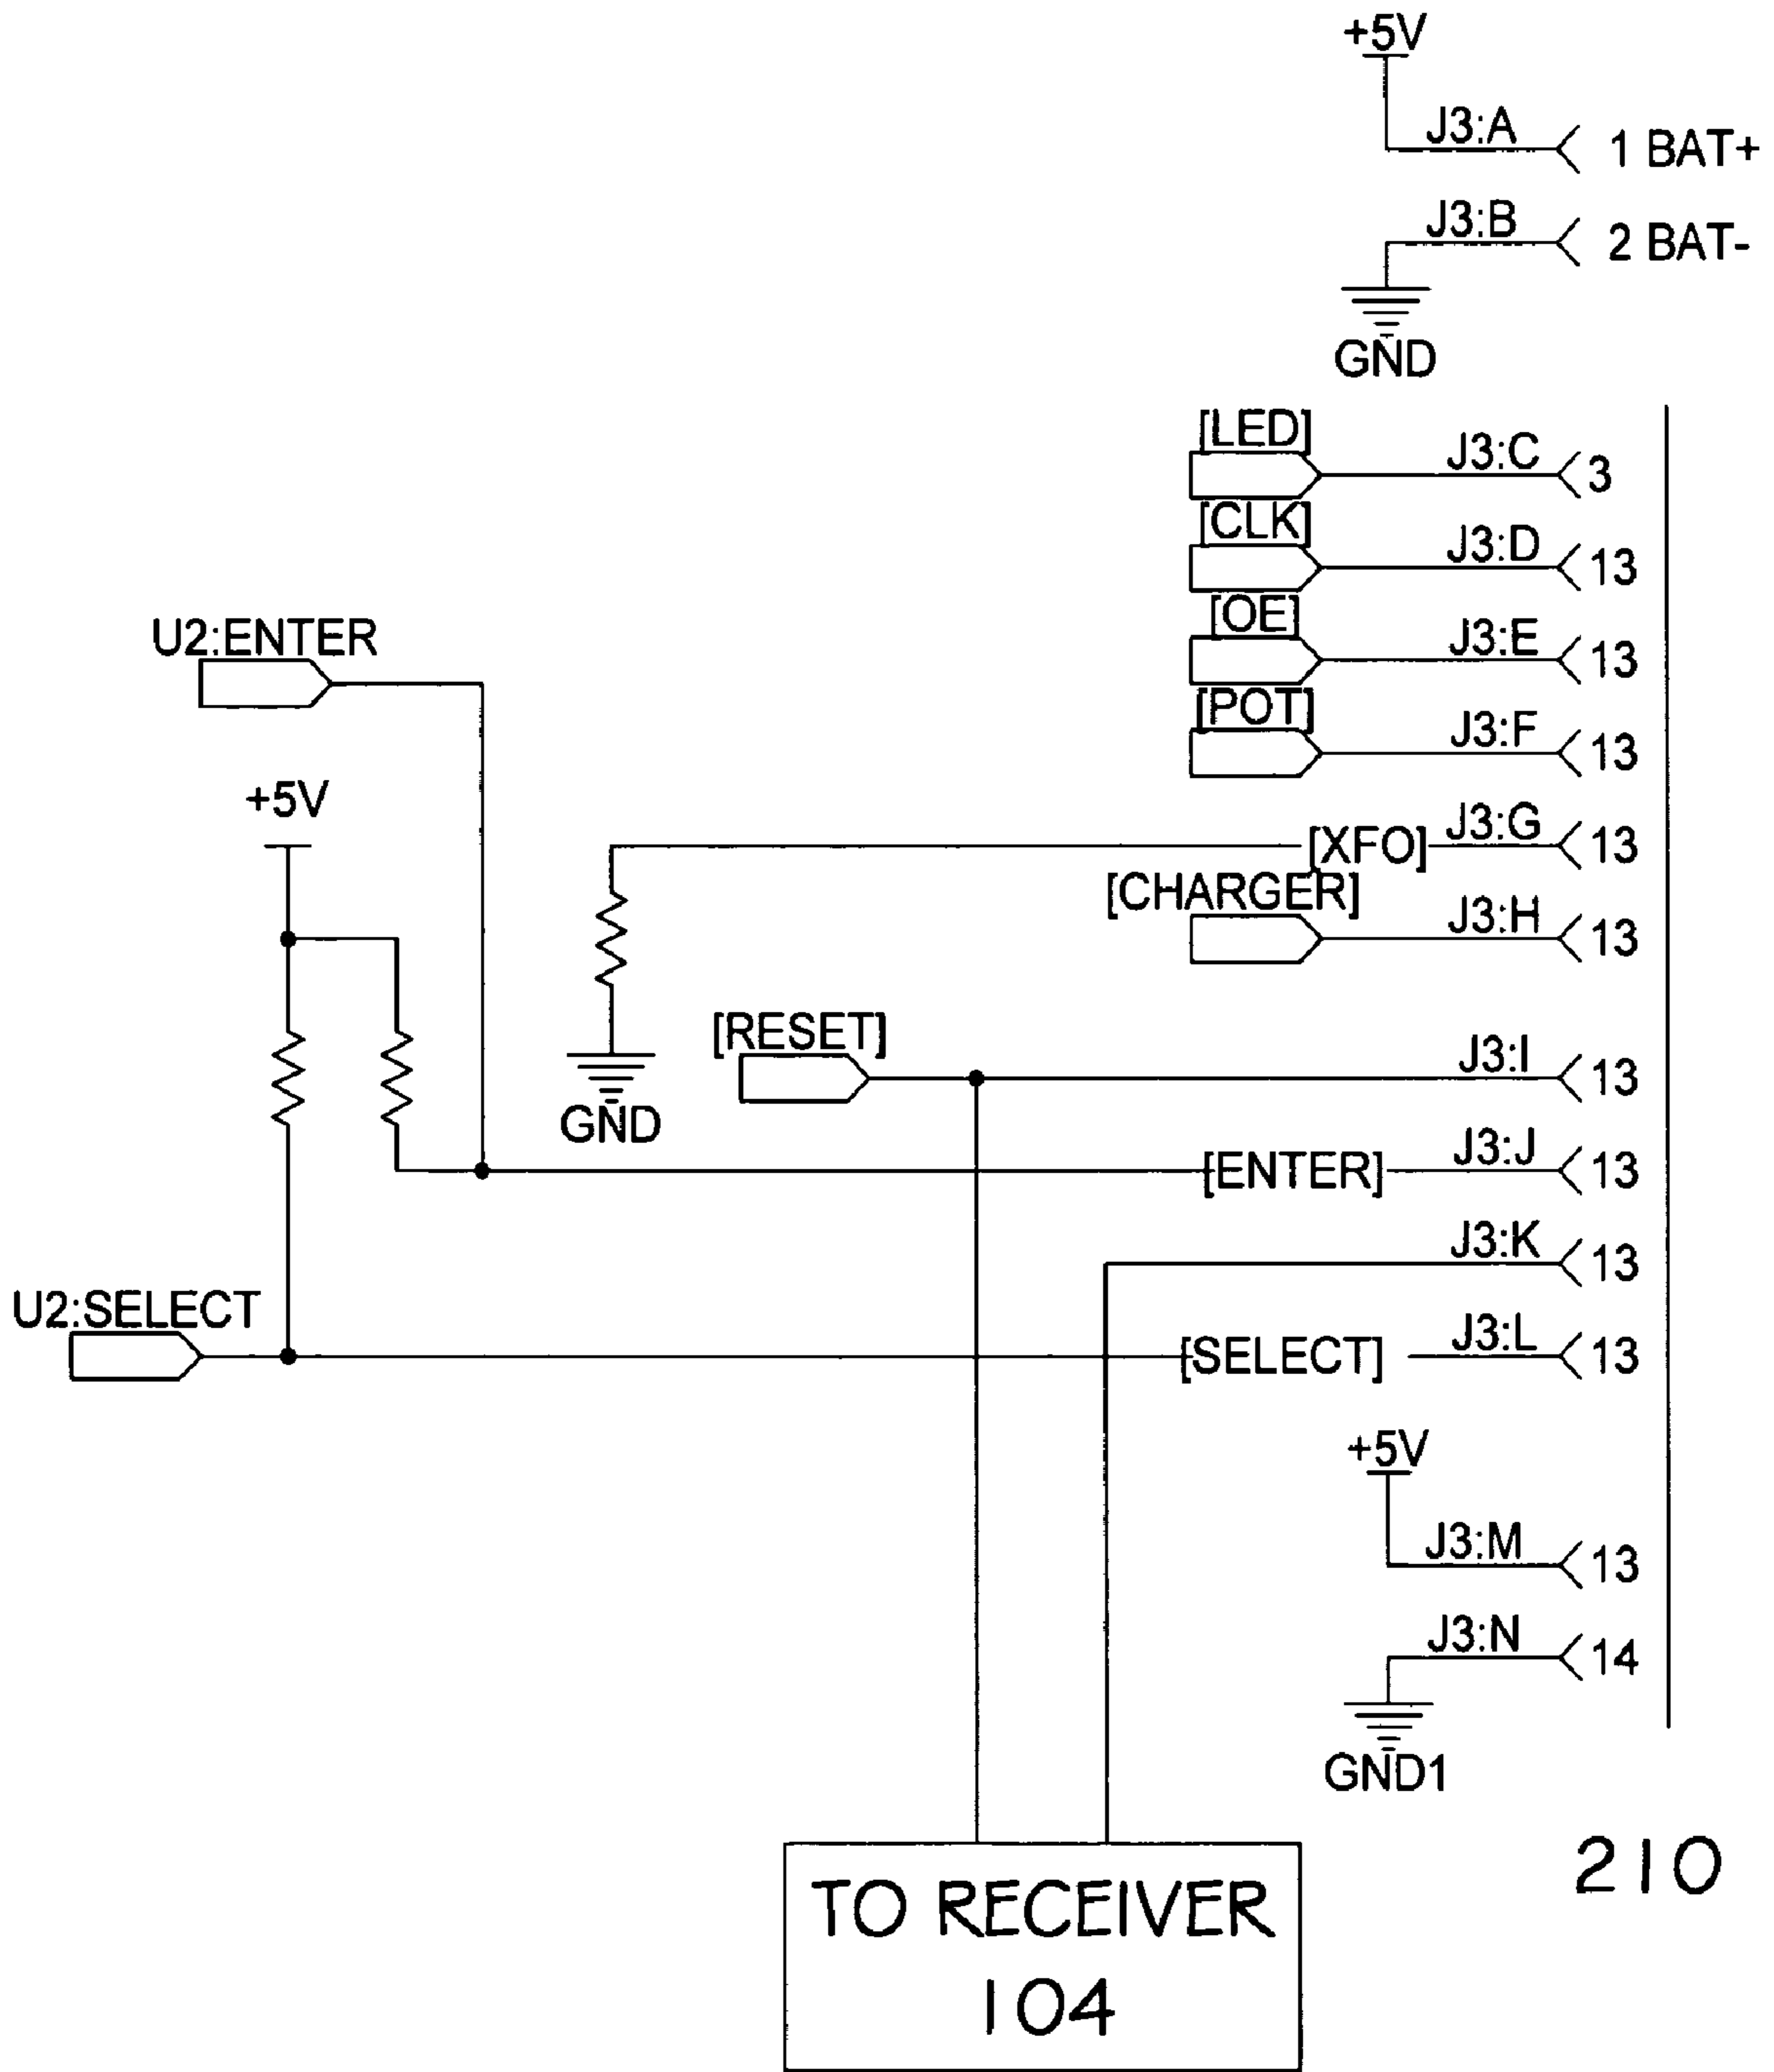 +5V
J3:A
1 BAT+
J3:B
2 BAT-
GND
[LED]
J3:C
3
[CLK]
J3:D
13
[OE]
J3:E
13
U2:ENTER
[POT]
J3:F
13
+5V
[XFO]
J3:G
13
[CHARGER]
J3:H
13
[RESET]
J3:I
13
GND
[ENTER]
J3:J
13
J3:K
13
U2:SELECT
[SELECT]
J3:L
13
+5V
J3:M
13
J3:N
14
GND1
210
TO RECEIVER
104